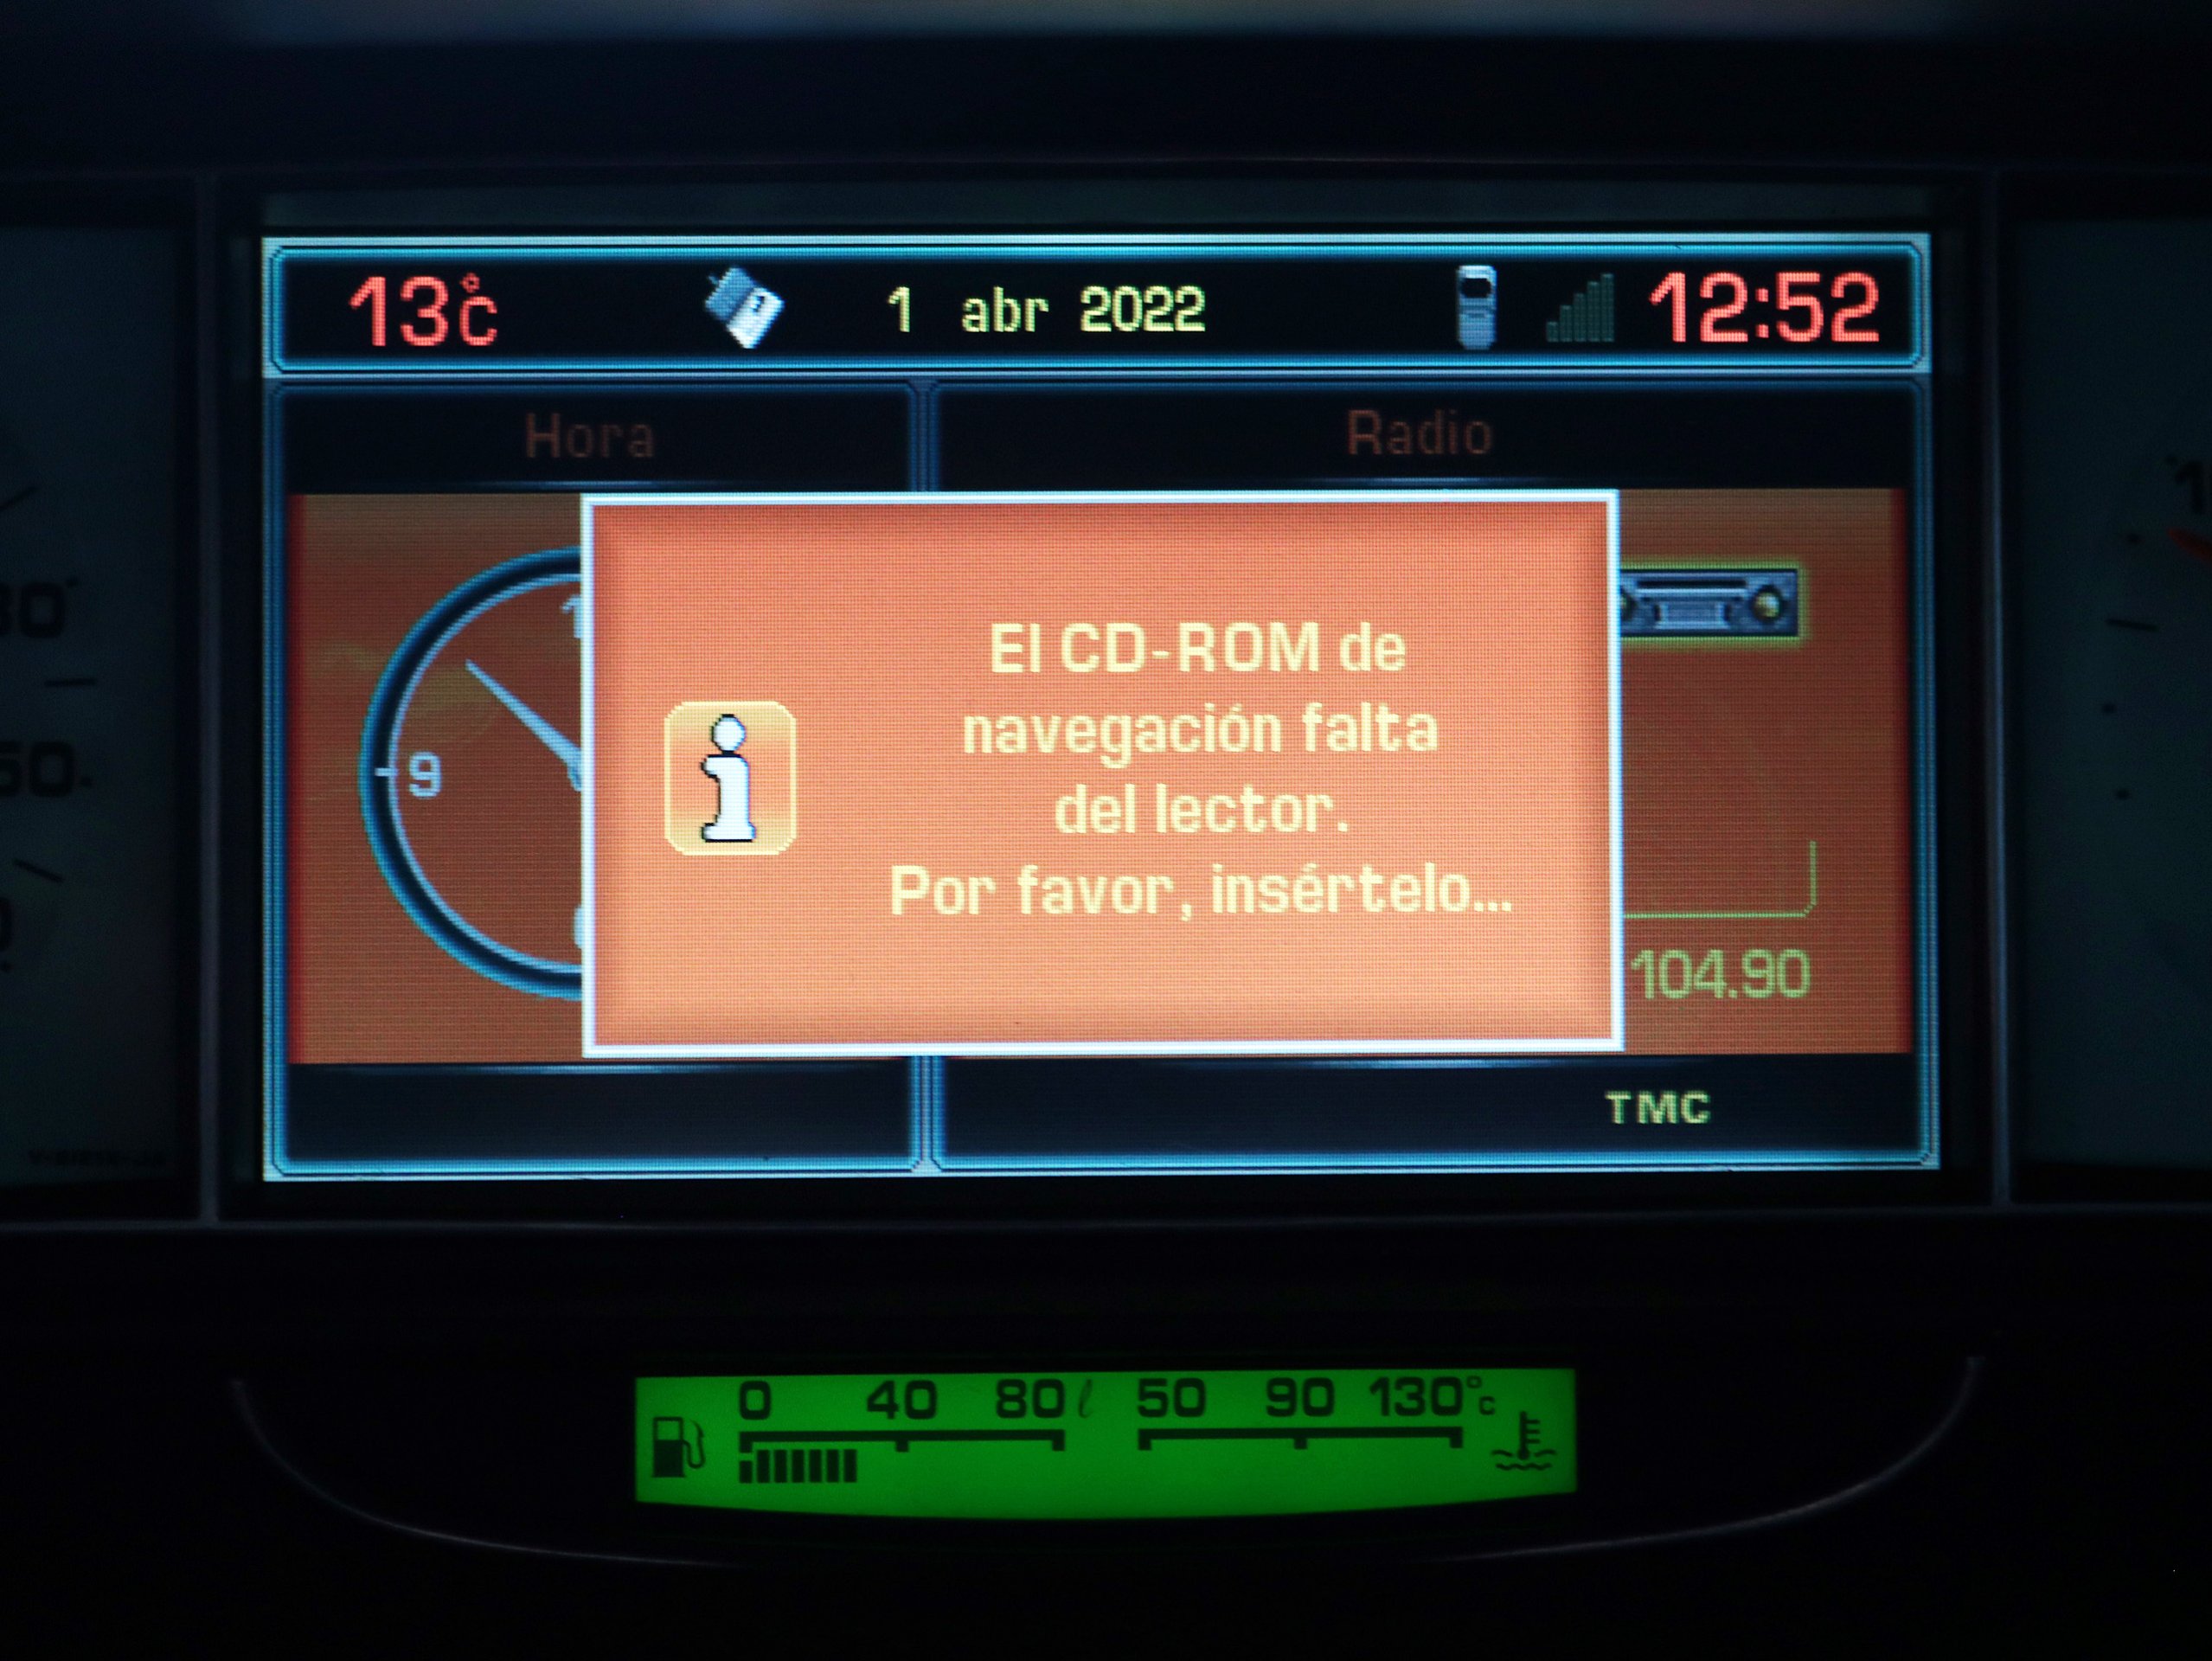 13°C 1 abr 2022 12:52
Hora Radio
9
El CD-ROM de
navegación falta
del lector.
Por favor, insértelo...
104.90
TMC
0 40 80 l 50 90 130°C